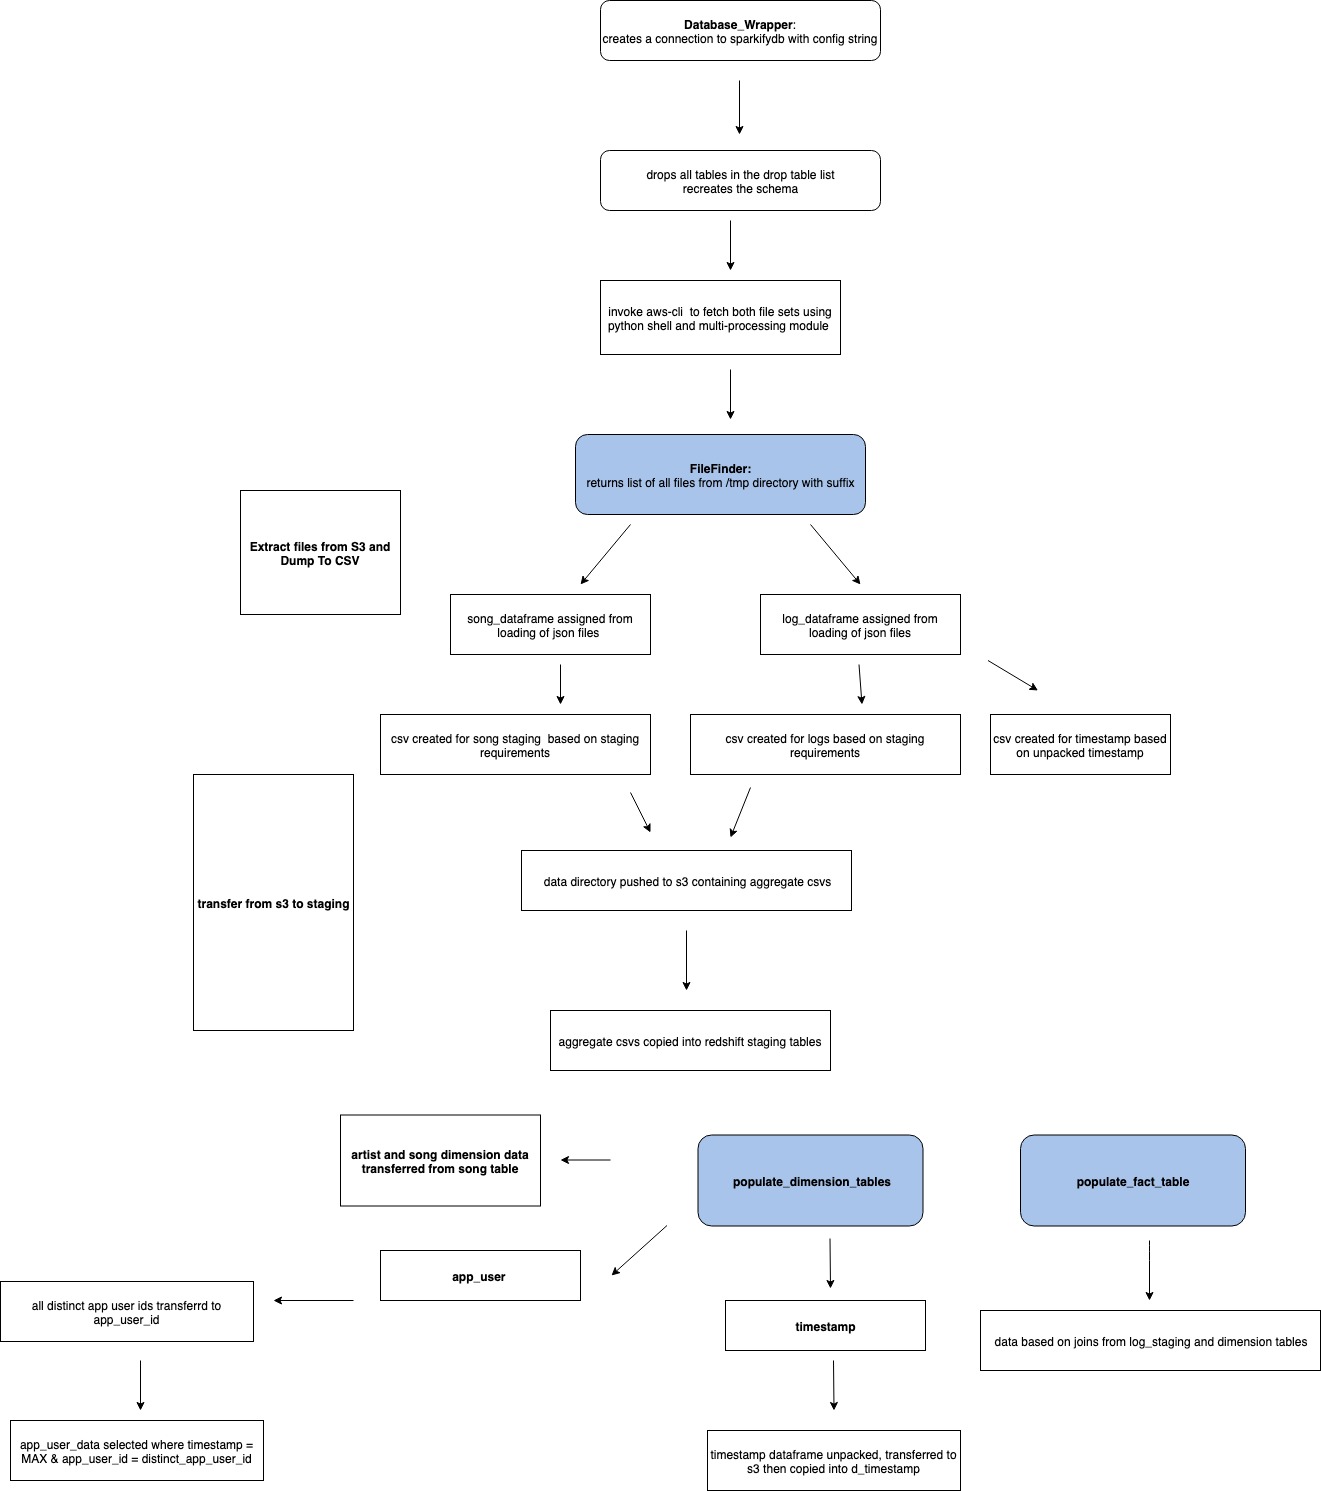 Database_Wrapper:
creates a connection to sparkifydb with config string
drops all tables in the drop table list
recreates the schema
invoke aws-cli  to fetch both file sets using
python shell and multi-processing module
FileFinder:
returns list of all files from /tmp directory with suffix
Extract files from S3 and
Dump To CSV
song_dataframe assigned from
loading of json files
log_dataframe assigned from
loading of json files
csv created for song staging  based on staging
requirements
csv created for logs based on staging
requirements
csv created for timestamp based
on unpacked timestamp
transfer from s3 to staging
data directory pushed to s3 containing aggregate csvs
aggregate csvs copied into redshift staging tables
artist and song dimension data
transferred from song table
populate_dimension_tables
populate_fact_table
app_user
all distinct app user ids transferrd to
app_user_id
timestamp
data based on joins from log_staging and dimension tables
app_user_data selected where timestamp =
MAX & app_user_id = distinct_app_user_id
timestamp dataframe unpacked, transferred to
s3 then copied into d_timestamp